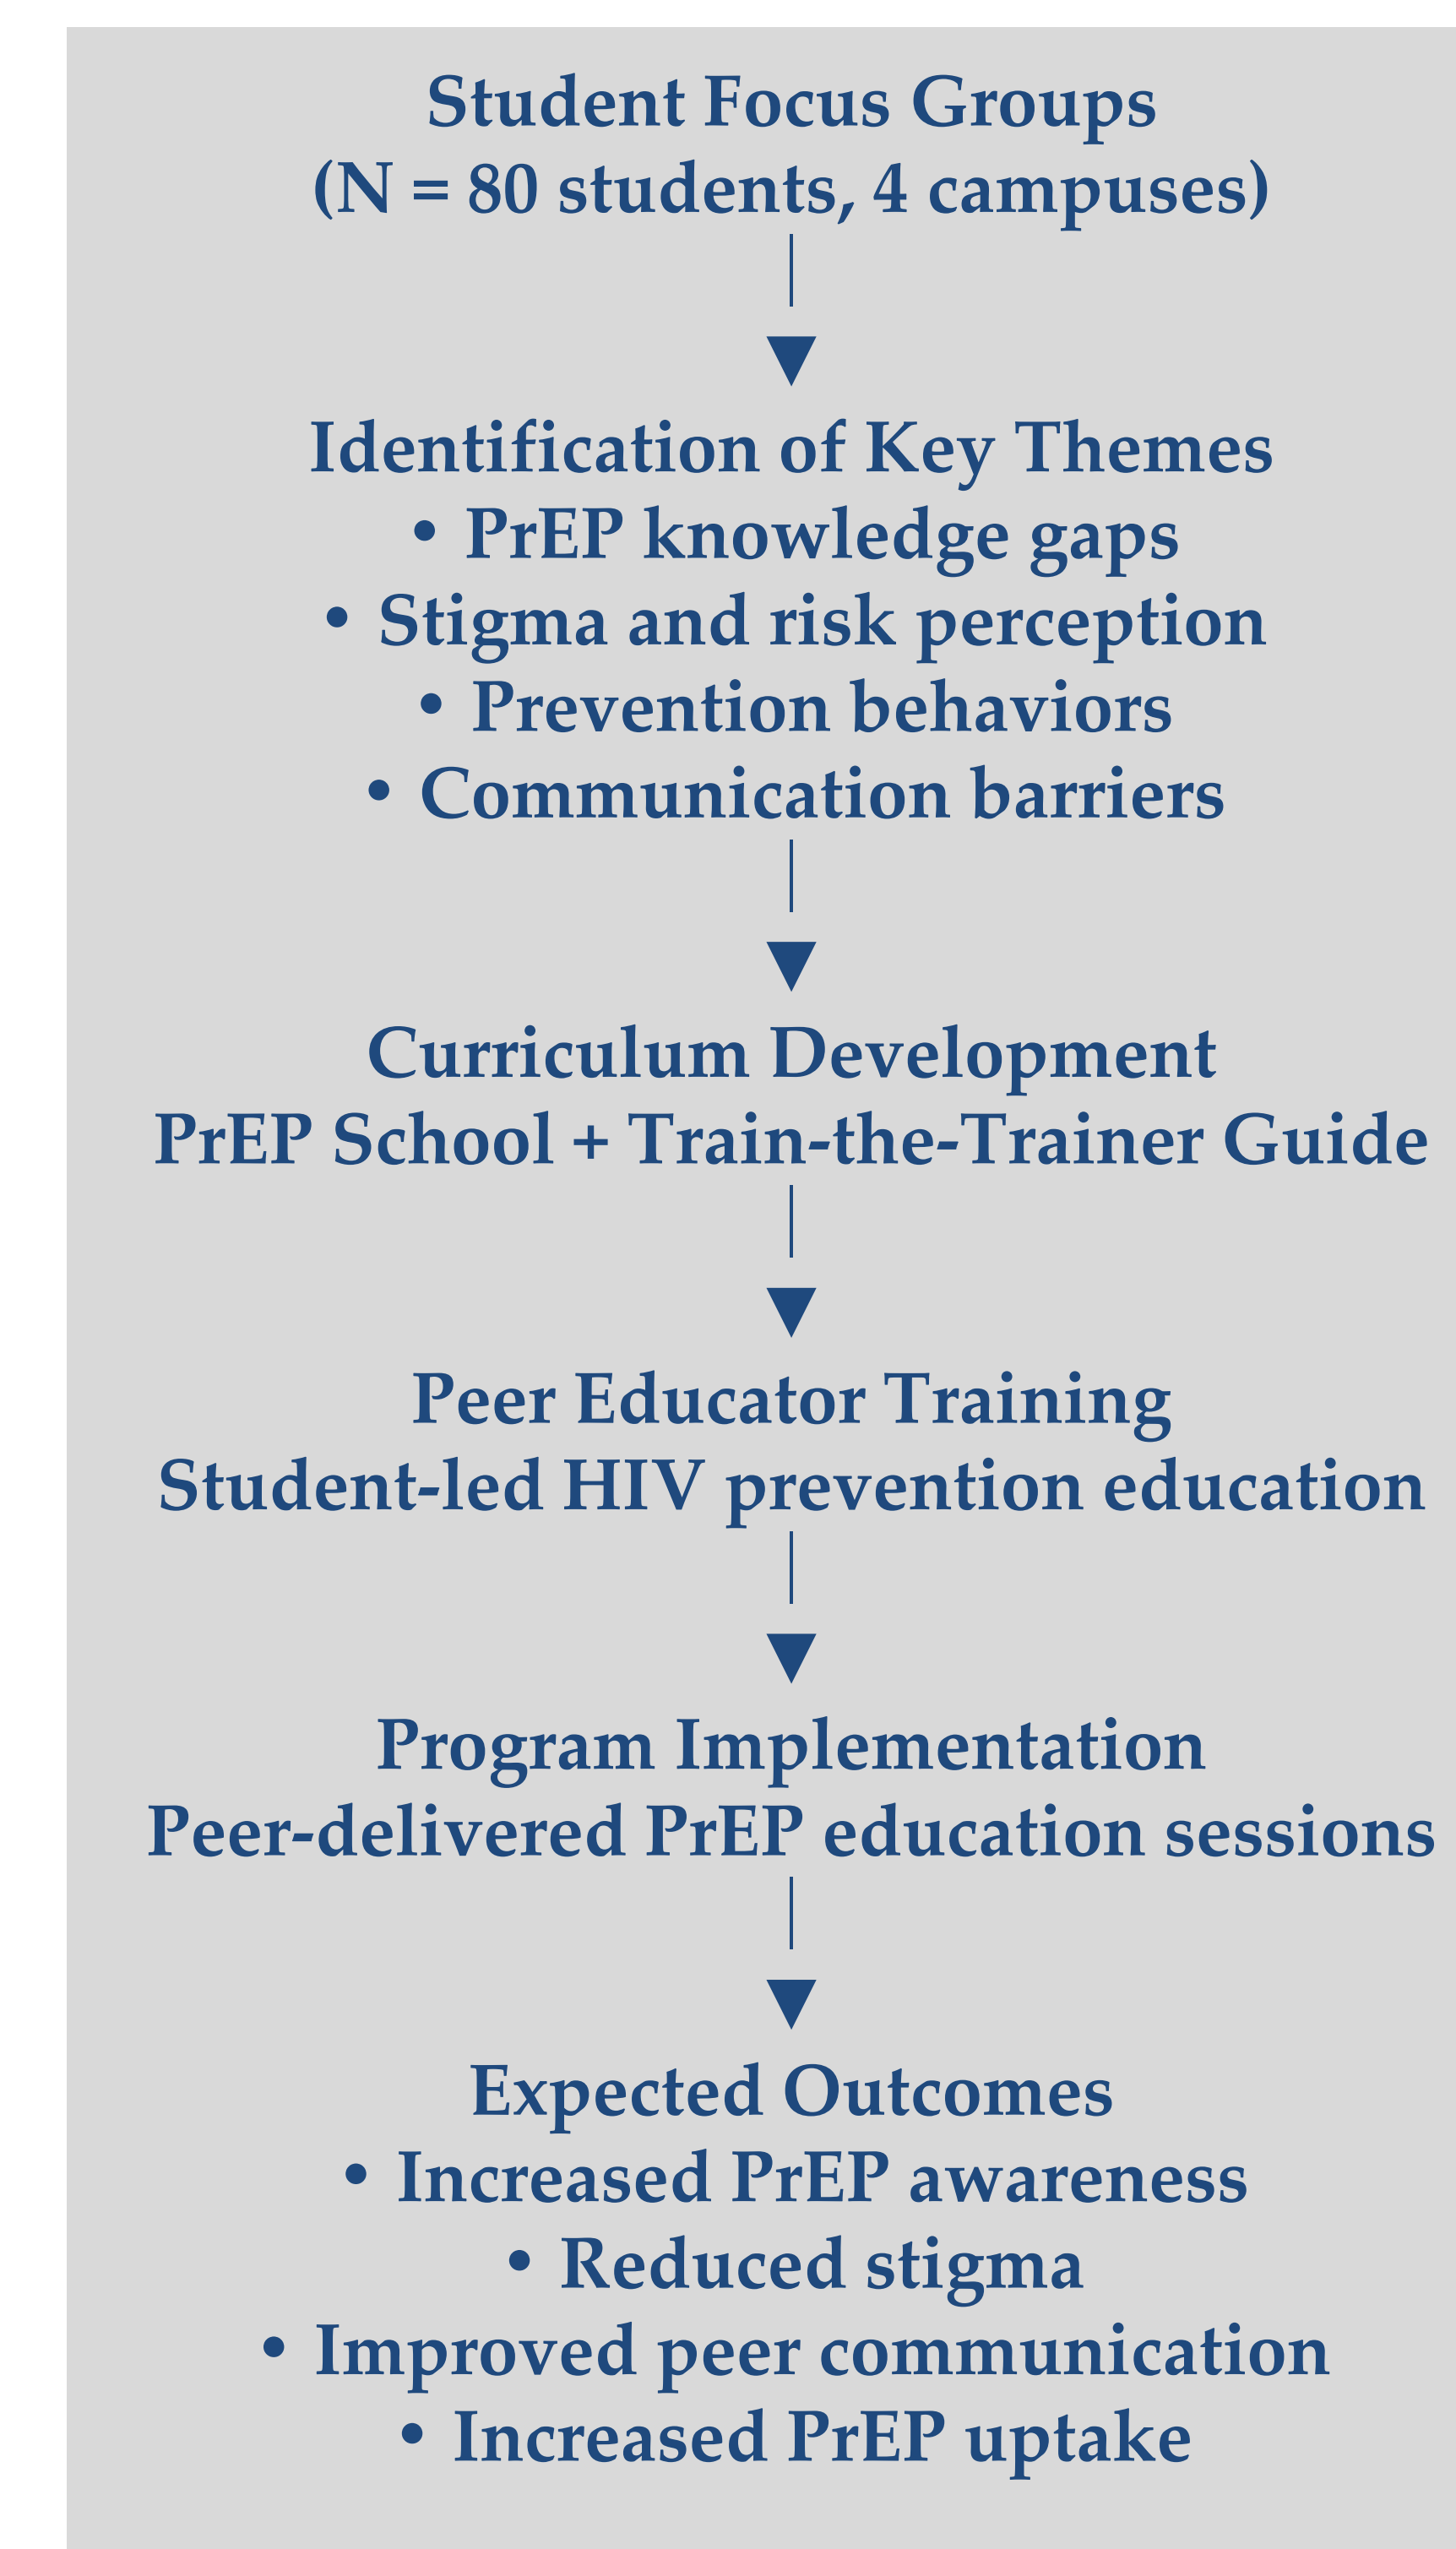 Student Focus Groups
(N = 80 students, 4 campuses)
Identification of Key Themes
• PrEP knowledge gaps
• Stigma and risk perception
• Prevention behaviors
• Communication barriers
Curriculum Development
PrEP School + Train-the-Trainer Guide
Peer Educator Training
Student-led HIV prevention education
Program Implementation
Peer-delivered PrEP education sessions
Expected Outcomes
• Increased PrEP awareness
• Reduced stigma
• Improved peer communication
• Increased PrEP uptake